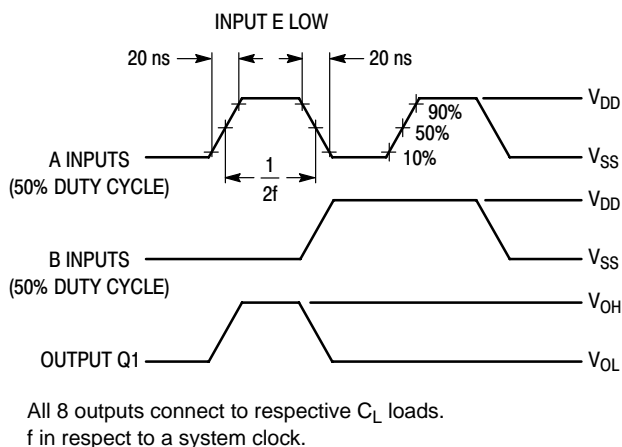 INPUT E LOW
20 ns
20 ns
V_DD
90%
50%
10%
A INPUTS
(50% DUTY CYCLE)
1
2f
V_SS
V_DD
B INPUTS
(50% DUTY CYCLE)
V_SS
V_OH
OUTPUT Q1
V_OL
All 8 outputs connect to respective C_L loads.
f in respect to a system clock.